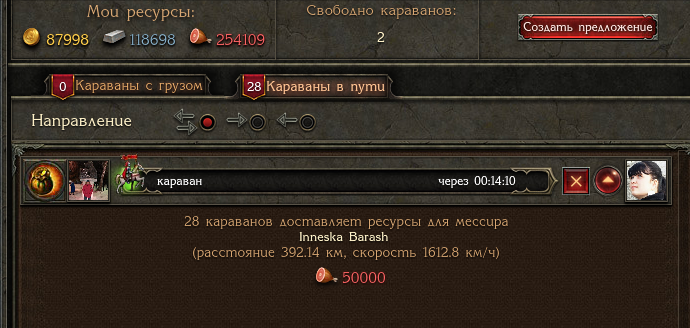 Мои ресурсы:
87998 118698 254109
Свободно караванов:
2
Создать предложение
0 Караваны с грузом
28 Караваны в пути
Направление
караван через 00:14:10
28 караванов доставляет ресурсы для мессира
Inneska Barash
(расстояние 392.14 км, скорость 1612.8 км/ч)
50000